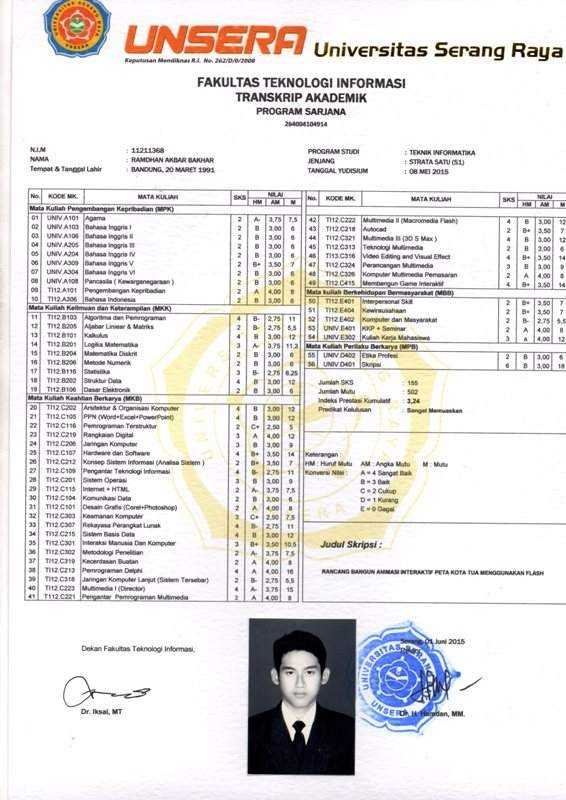 UNSERA Universitas Serang Raya
Keputusan Mendiknas R.I. No. 262/D/0/2008
FAKULTAS TEKNOLOGI INFORMASI
TRANSKRIP AKADEMIK
PROGRAM SARJANA
264004104914
N.I.M : 11211368
NAMA : RAMDHAN AKBAR BAKHAR
Tempat & Tanggal Lahir : BANDUNG, 20 MARET 1991
PROGRAM STUDI : TEKNIK INFORMATIKA
JENJANG : STRATA SATU (S1)
TANGGAL YUDISIUM : 08 MEI 2015
No. KODE MK. MATA KULIAH SKS NILAI
HM AM M
Mata Kuliah Pengembangan Kepribadian (MPK)
01 UNIV.A101 Agama 2 A- 3,75 7,5
02 UNIV.A103 Bahasa Inggris I 2 B 3,00 6
03 UNIV.A106 Bahasa Inggris II 2 B 3,00 6
04 UNIV.A205 Bahasa Inggris III 2 B 3,00 6
05 UNIV.A204 Bahasa Inggris IV 2 B 3,00 6
06 UNIV.A309 Bahasa Inggris V 2 B+ 3,50 7
07 UNIV.A304 Bahasa Inggris VI 2 B 3,00 6
08 UNIV.A108 Pancasila ( Kewarganegaraan ) 2 B 3,00 6
09 TI12.A101 Pengembangan Kepribadian 2 A 4,00 8
10 TI12.A306 Bahasa Indonesia 2 B 3,00 6
Mata Kuliah Keilmuan dan Keterampilan (MKK)
11 TI12.B103 Algoritma dan Pemrograman 4 B- 2,75 11
12 TI12.B205 Aljabar Liniear & Matriks 2 B- 2,75 5,5
13 TI12.B101 Kalkulus 4 B 3,00 12
14 TI12.B201 Logika Matematika 3 A- 3,75 11,3
15 TI12.B204 Matematika Diskrit 2 B 3,00 6
16 TI12.B206 Metode Numerik 2 B 3,00 6
17 TI12.B116 Statistika 3 B- 2,75 8,25
18 TI12.B202 Struktur Data 4 B 3,00 12
19 TI12.B106 Dasar Elektronik 2 B 3,00 6
Mata Kuliah Keahlian Berkarya (MKB)
20 TI12.C202 Arsitektur & Organisasi Komputer 4 B 3,00 12
21 TI12.C105 PPN (Word+Excel+PowerPoint) 4 B 3,00 12
22 TI12.C116 Pemrograman Terstruktur 2 C+ 2,50 5
23 TI12.C219 Rangkaian Digital 3 A 4,00 12
24 TI12.C206 Jaringan Komputer 3 B 3,00 9
25 TI12.C107 Hardware dan Software 4 B+ 3,50 14
26 TI12.C212 Konsep Sistem Informasi (Analisa Sistem ) 2 B+ 3,50 7
27 TI12.C109 Pengantar Teknologi Informasi 4 B- 2,75 11
28 TI12.C201 Sistem Operasi 3 B 3,00 9
29 TI12.C115 Internet + HTML 2 A- 3,75 7,5
30 TI12.C104 Komunikasi Data 2 B 3,00 6
31 TI12.C101 Desain Grafis (Corel+Photoshop) 2 A 4,00 8
32 TI12.C303 Keamanan Komputer 3 C+ 2,50 7,5
33 TI12.C307 Rekayasa Perangkat Lunak 4 B- 2,75 11
34 TI12.C215 Sistem Basis Data 4 B 3,00 12
35 TI12.C301 Interaksi Manusia Dan Komputer 3 B+ 3,50 10,5
36 TI12.C302 Metodologi Penelitian 2 A- 3,75 7,5
37 TI12.C319 Kecerdasan Buatan 2 A 4,00 8
38 TI12.C213 Pemrograman Delphi 4 A 4,00 16
39 TI12.C318 Jaringan Komputer Lanjut (Sistem Tersebar) 2 B- 2,75 5,5
40 TI12.C223 Multimedia I (Director) 4 A- 3,75 15
41 TI12.C221 Pengantar Pemrograman Multimedia 2 A 4,00 8
No. KODE MK. MATA KULIAH SKS NILAI
HM AM M
42 TI12.C222 Multimedia II (Macromedia Flash) 4 B 3,00 12
43 TI12.C218 Autocad 2 B+ 3,50 7
44 TI12.C321 Multimedia III (3D S Max ) 4 B 3,00 12
45 TI12.C313 Teknologi Multimedia 2 B 3,00 6
46 TI12.C316 Video Editing and Visual Effect 4 B+ 3,50 14
47 TI12.C324 Perancangan Multimedia 3 B 3,00 9
48 TI12.C326 Komputer Multimedia Pemasaran 2 A 4,00 8
49 TI12.C415 Membangun Game Interaktif 4 B+ 3,50 14
Mata kuliah Berkehidupan Bermasyarakat (MBB)
50 TI12.E401 Interpersonal Skill 2 B+ 3,50 7
51 TI12.E404 Kewirausahaan 2 B+ 3,50 7
52 TI12.E402 Komputer dan Masyarakat 2 B- 2,75 5,5
53 UNIV.E401 KKP + Seminar 2 A 4,00 8
54 UNIV.E302 Kuliah Kerja Mahasiswa 3 A 4,00 12
Mata Kuliah Perilaku Berkarya (MPB)
55 UNIV.D402 Etika Profesi 2 B 3,00 6
56 UNIV.D401 Skripsi 6 B 3,00 18
Jumlah SKS : 155
Jumlah Mutu : 502
Indeks Prestasi Kumulatif : 3,24
Predikat Kelulusan : Sangat Memuaskan
Keterangan :
HM : Huruf Mutu AM : Angka Mutu M : Mutu
Konversi Nilai : A = 4 Sangat Baik
B = 3 Baik
C = 2 Cukup
D = 1 Kurang
E = 0 Gagal
Judul Skripsi :
RANCANG BANGUN ANIMASI INTERAKTIF PETA KOTA TUA MENGGUNAKAN FLASH
Dekan Fakultas Teknologi Informasi,
Dr. Iksal, MT
Serang, 01 Juni 2015
UNIVERSITAS SERANG
UNSERA
Dr. H. Hamdan, MM.